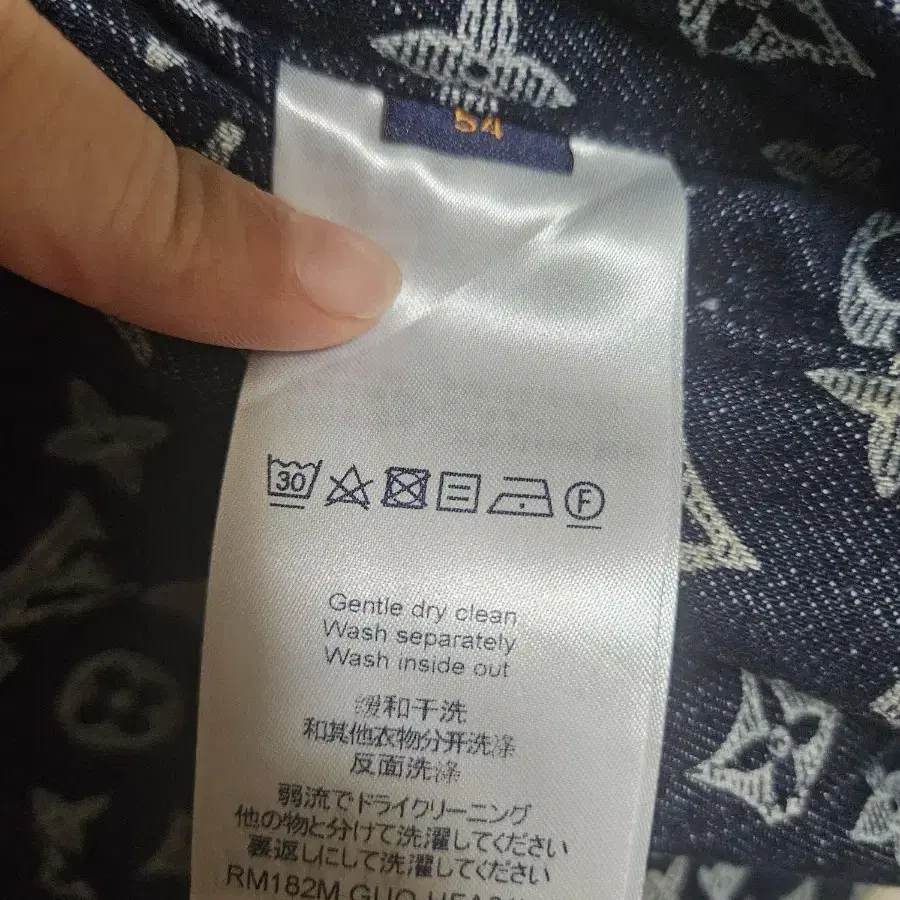 54
30
F
Gentle dry clean
Wash separately
Wash inside out
缓和干洗
和其他衣物分开洗涤
反面洗涤
弱流でドライクリーニング
他の物と分けて洗濯してください
裏返しにして洗濯してください
RM182M